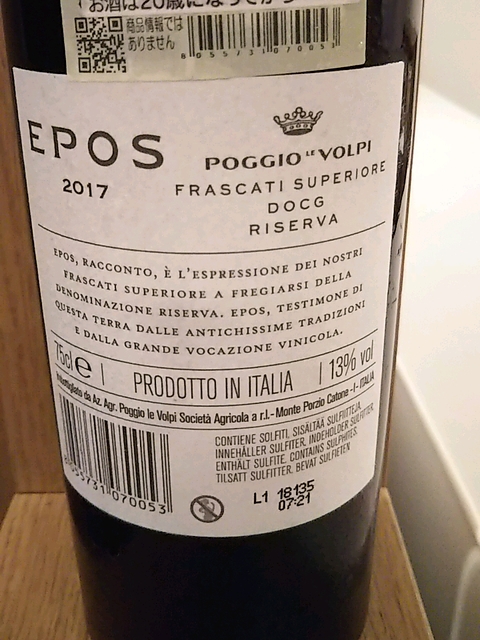 お酒は20歳になってから
商品情報では
ありません
8055731070053
EPOS
2017
POGGIO LE VOLPI
FRASCATI SUPERIORE
DOCG
RISERVA
EPOS, RACCONTO, È L'ESPRESSIONE DEI NOSTRI
FRASCATI SUPERIORE A FREGIARSI DELLA
DENOMINAZIONE RISERVA. EPOS, TESTIMONE DI
QUESTA TERRA DALLE ANTICHISSIME TRADIZIONI
E DALLA GRANDE VOCAZIONE VINICOLA.
75cl e
PRODOTTO IN ITALIA
13% vol
da Az. Agr. Poggio le Volpi Società Agricola a r.l.- Monte Porzio Catone -I- ITALIA
CONTIENE SOLFITI, SISÄLTÄÄ SULFIITTEJA,
INNEHÅLLER SULFITER, INDEHOLDER SULFITTER,
ENTHÄLT SULFITE, CONTAINS SULPHITES,
TILSATT SULFITTER, BEVAT SULFIETEN
L1 18135
07:21
055731 070053